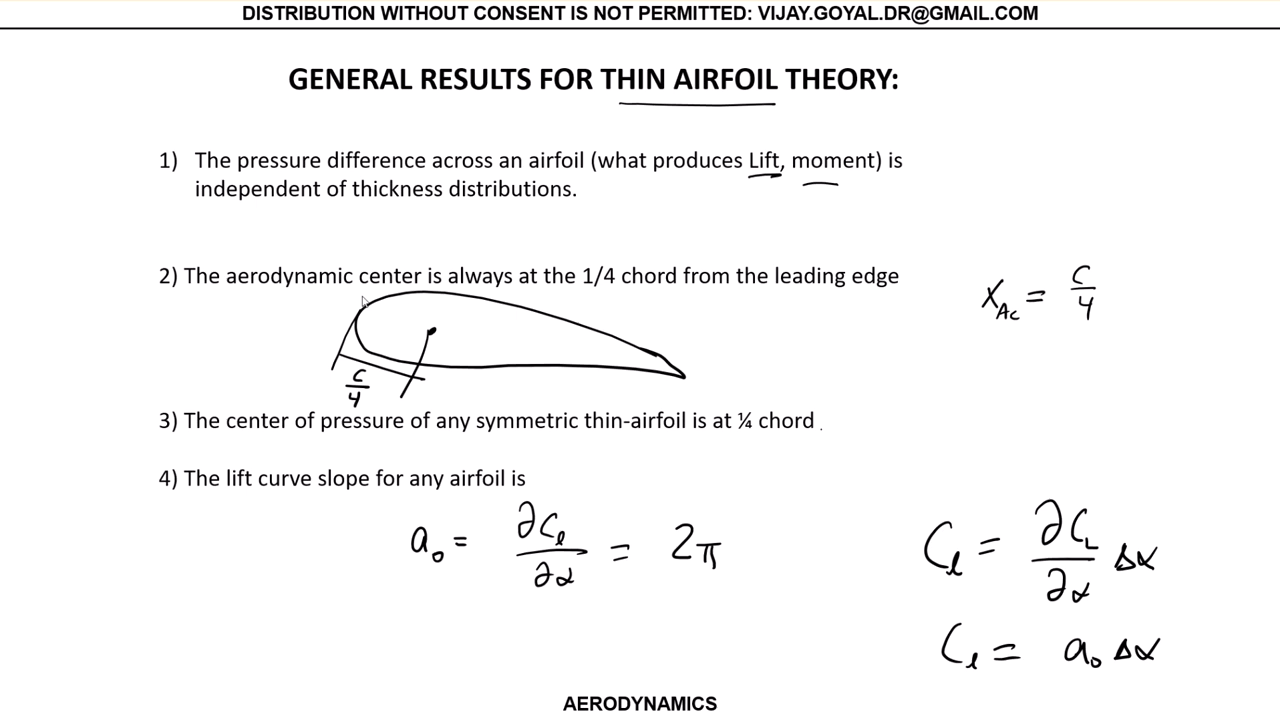 DISTRIBUTION WITHOUT CONSENT IS NOT PERMITTED: VIJAY.GOYAL.DR@GMAIL.COM
GENERAL RESULTS FOR THIN AIRFOIL THEORY:
1) The pressure difference across an airfoil (what produces Lift, moment) is
independent of thickness distributions.
2) The aerodynamic center is always at the 1/4 chord from the leading edge
x_AC = c/4
c/4
3) The center of pressure of any symmetric thin-airfoil is at ¼ chord .
4) The lift curve slope for any airfoil is
a₀ = ∂C_l/∂α = 2π
C_l = ∂C_L/∂α Δα
C_l = a₀ Δα
AERODYNAMICS